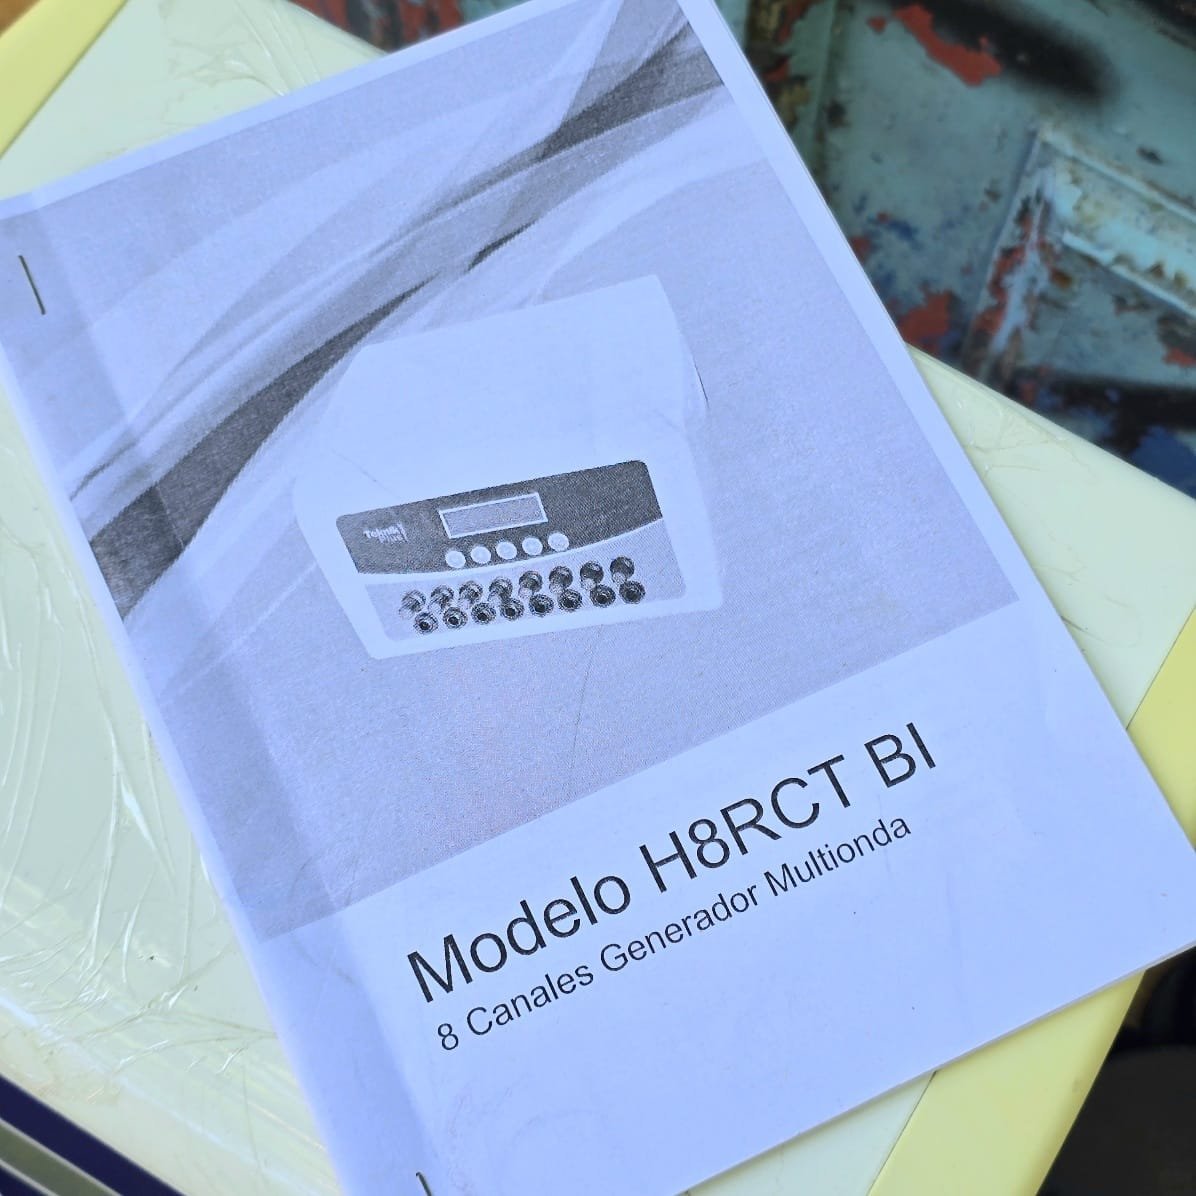 Modelo H8RCT BI
8 Canales Generador Multionda